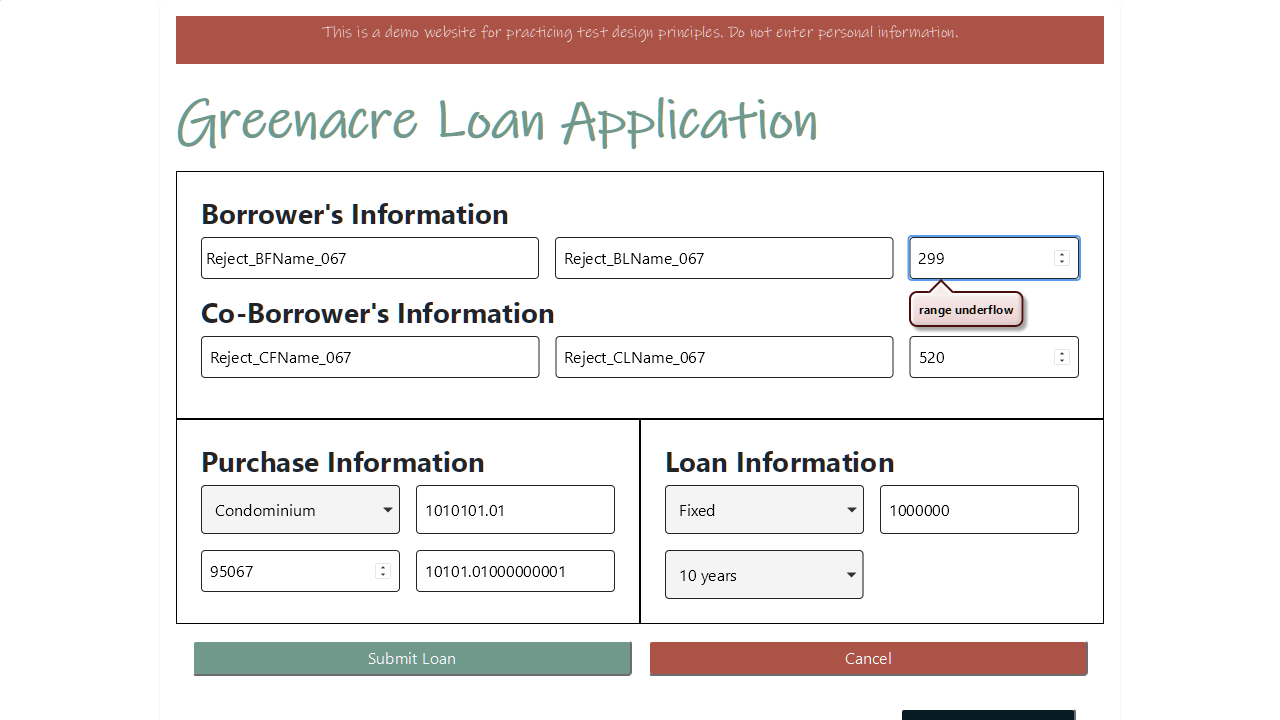 This is a demo website for practicing test design principles. Do not enter personal information.
Greenacre Loan Application
Borrower's Information
Reject_BFName_067 Reject_BLName_067 299
range underflow
Co-Borrower's Information
Reject_CFName_067 Reject_CLName_067 520
Purchase Information
Condominium 1010101.01
95067 10101.01000000001
Loan Information
Fixed 1000000
10 years
Submit Loan Cancel